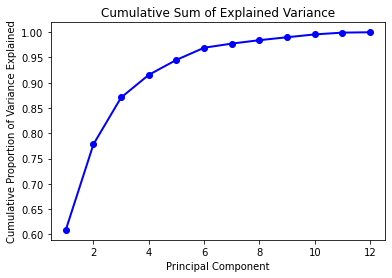 Cumulative Sum of Explained Variance
Cumulative Proportion of Variance Explained
1.00
0.95
0.90
0.85
0.80
0.75
0.70
0.65
0.60
2 4 6 8 10 12
Principal Component